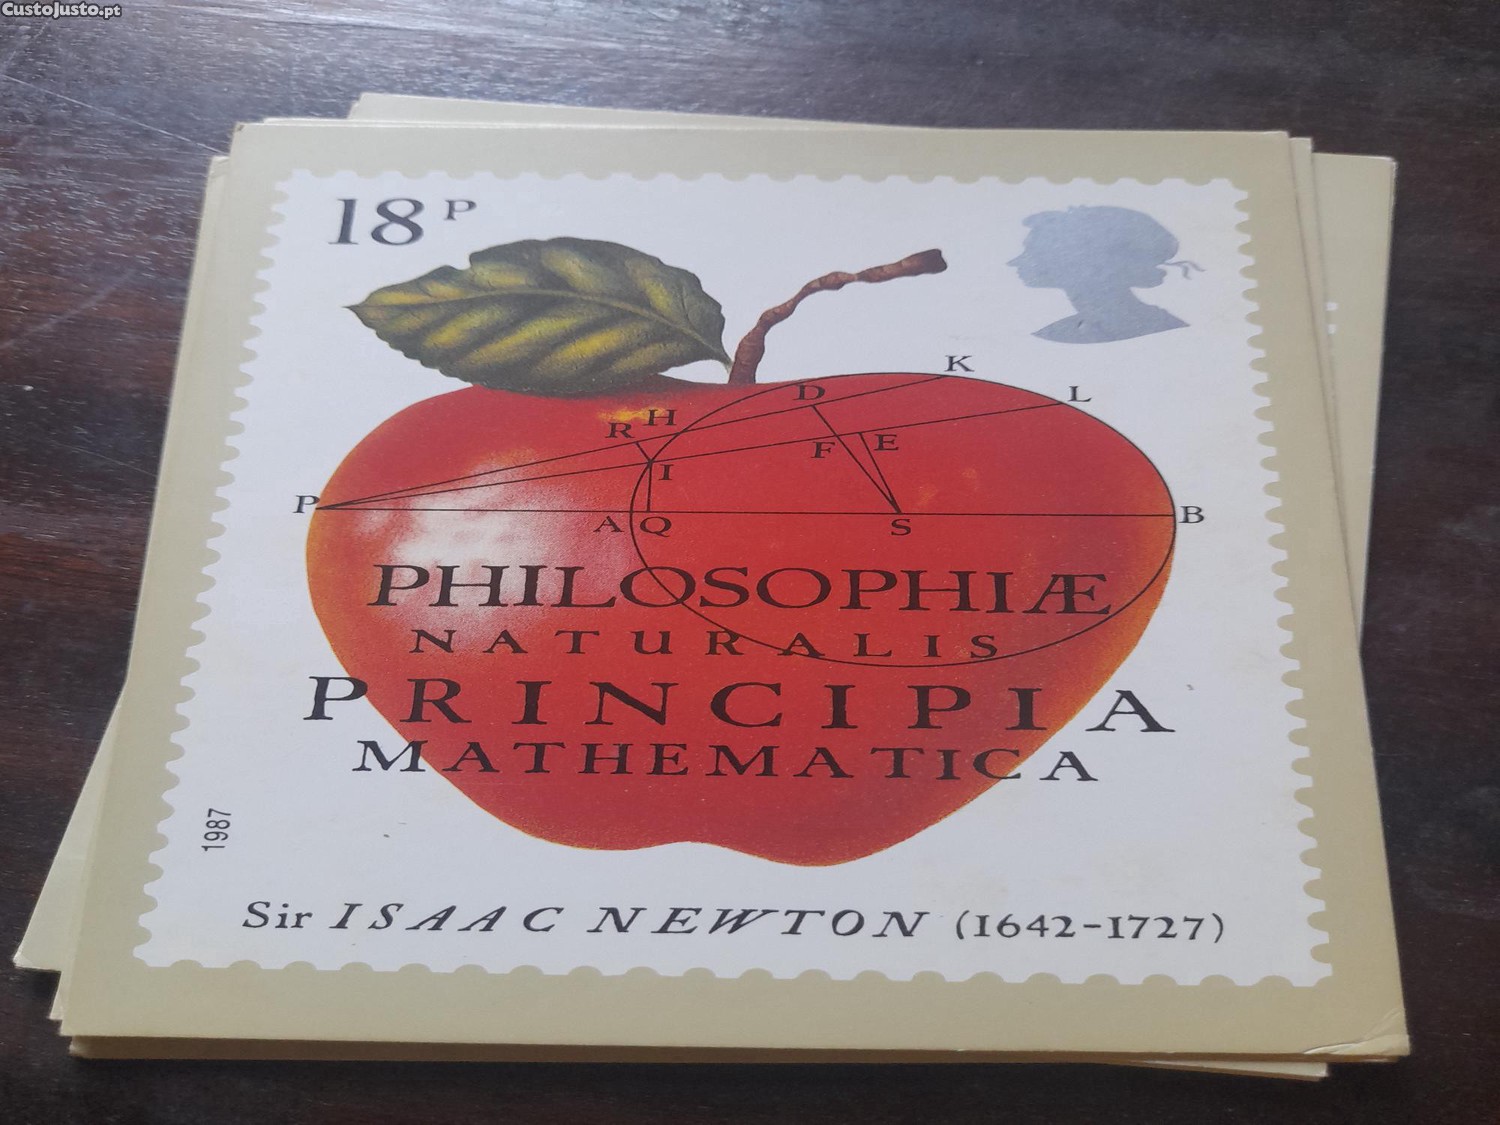 CustoJusto.pt
18P
K
D
L
H
R
F
E
I
P
A
Q
S
B
PHILOSOPHIÆ
NATURALIS
PRINCIPIA
MATHEMATICA
1987
Sir ISAAC NEWTON (1642-1727)